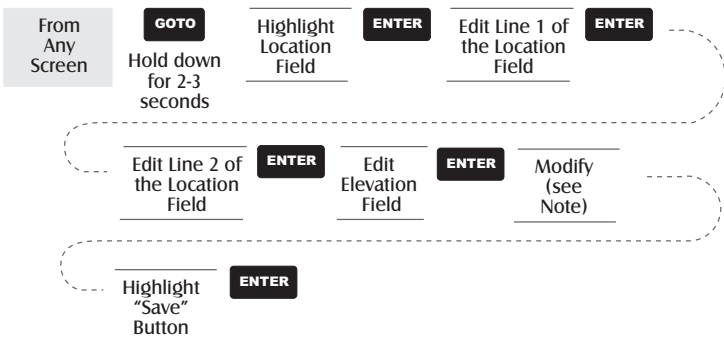 From
Any
Screen
GOTO
Hold down
for 2-3
seconds
Highlight
Location
Field
ENTER
Edit Line 1 of
the Location
Field
ENTER
Edit Line 2 of
the Location
Field
ENTER
Edit
Elevation
Field
ENTER
Modify
(see
Note)
Highlight
“Save”
Button
ENTER